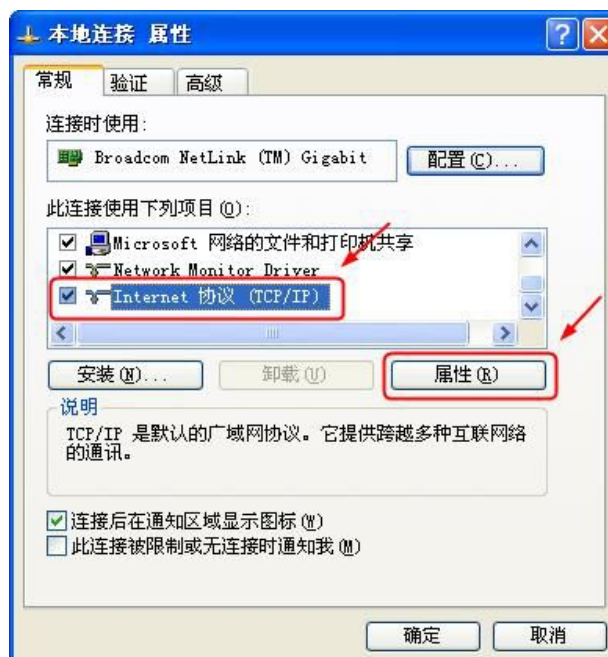 本地连接 属性
常规 验证 高级
连接时使用:
Broadcom NetLink (TM) Gigabit 配置(C)...
此连接使用下列项目(O):
Microsoft 网络的文件和打印机共享
Network Monitor Driver
Internet 协议 (TCP/IP)
安装(N)... 卸载(U) 属性(R)
说明
TCP/IP 是默认的广域网协议。它提供跨越多种互联网络
的通讯。
连接后在通知区域显示图标(W)
此连接被限制或无连接时通知我(M)
确定 取消